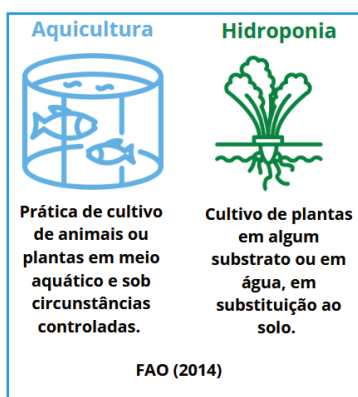 Aquicultura
Prática de cultivo
de animais ou
plantas em meio
aquático e sob
circunstâncias
controladas.
Hidroponia
Cultivo de plantas
em algum
substrato ou em
água, em
substituição ao
solo.
FAO (2014)